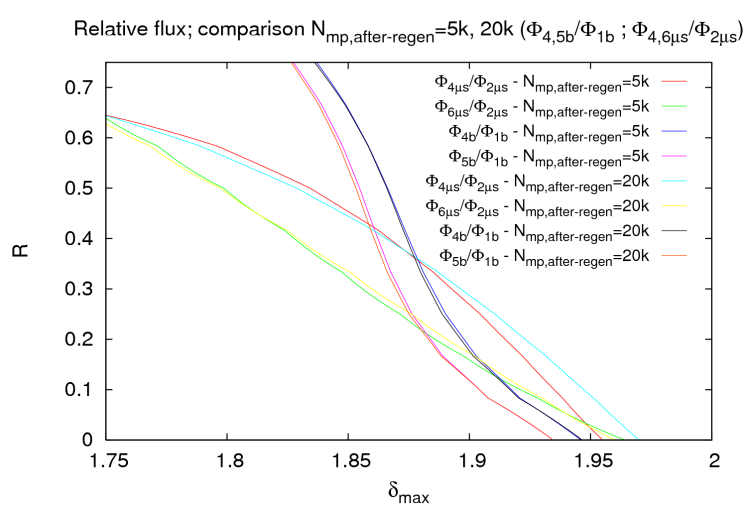 Relative flux; comparison N_mp,after-regen=5k, 20k (Φ_4,5b/Φ_1b ; Φ_4,6μs/Φ_2μs)
Φ_4μs/Φ_2μs - N_mp,after-regen=5k
Φ_6μs/Φ_2μs - N_mp,after-regen=5k
Φ_4b/Φ_1b - N_mp,after-regen=5k
Φ_5b/Φ_1b - N_mp,after-regen=5k
Φ_4μs/Φ_2μs - N_mp,after-regen=20k
Φ_6μs/Φ_2μs - N_mp,after-regen=20k
Φ_4b/Φ_1b - N_mp,after-regen=20k
Φ_5b/Φ_1b - N_mp,after-regen=20k
0.7
0.6
0.5
0.4
0.3
0.2
0.1
0
R
1.75
1.8
1.85
1.9
1.95
2
δ_max